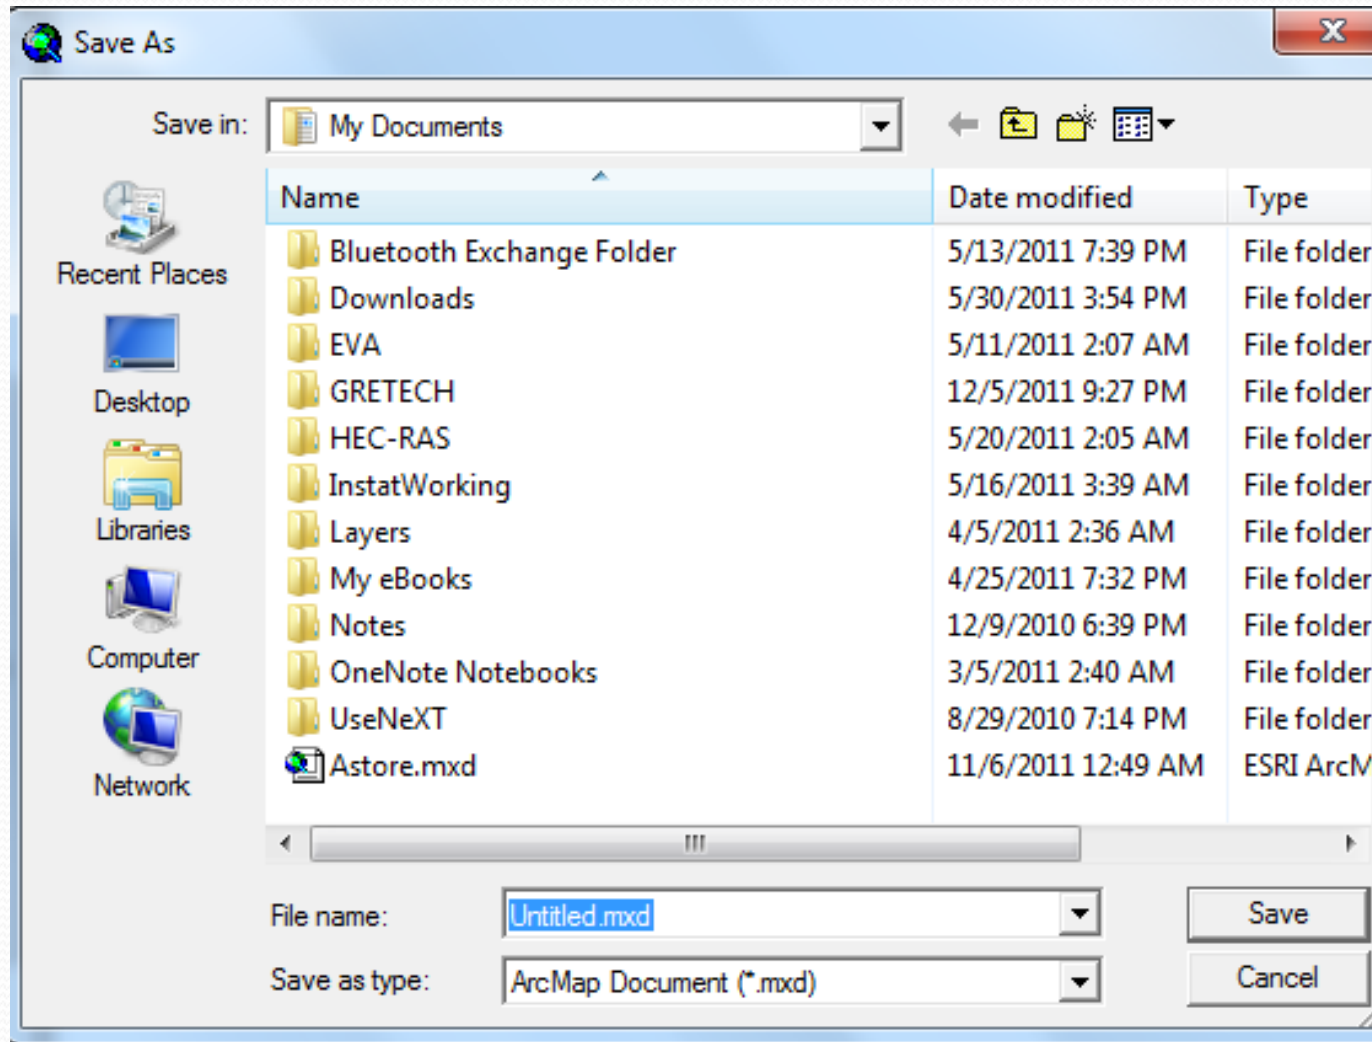 Save As
Save in: My Documents
Name Date modified Type
Recent Places
Desktop
Libraries
Computer
Network
Bluetooth Exchange Folder 5/13/2011 7:39 PM File folder
Downloads 5/30/2011 3:54 PM File folder
EVA 5/11/2011 2:07 AM File folder
GRETECH 12/5/2011 9:27 PM File folder
HEC-RAS 5/20/2011 2:05 AM File folder
InstatWorking 5/16/2011 3:39 AM File folder
Layers 4/5/2011 2:36 AM File folder
My eBooks 4/25/2011 7:32 PM File folder
Notes 12/9/2010 6:39 PM File folder
OneNote Notebooks 3/5/2011 2:40 AM File folder
UseNeXT 8/29/2010 7:14 PM File folder
Astore.mxd 11/6/2011 12:49 AM ESRI ArcM
File name: Untitled.mxd Save
Save as type: ArcMap Document (*.mxd) Cancel